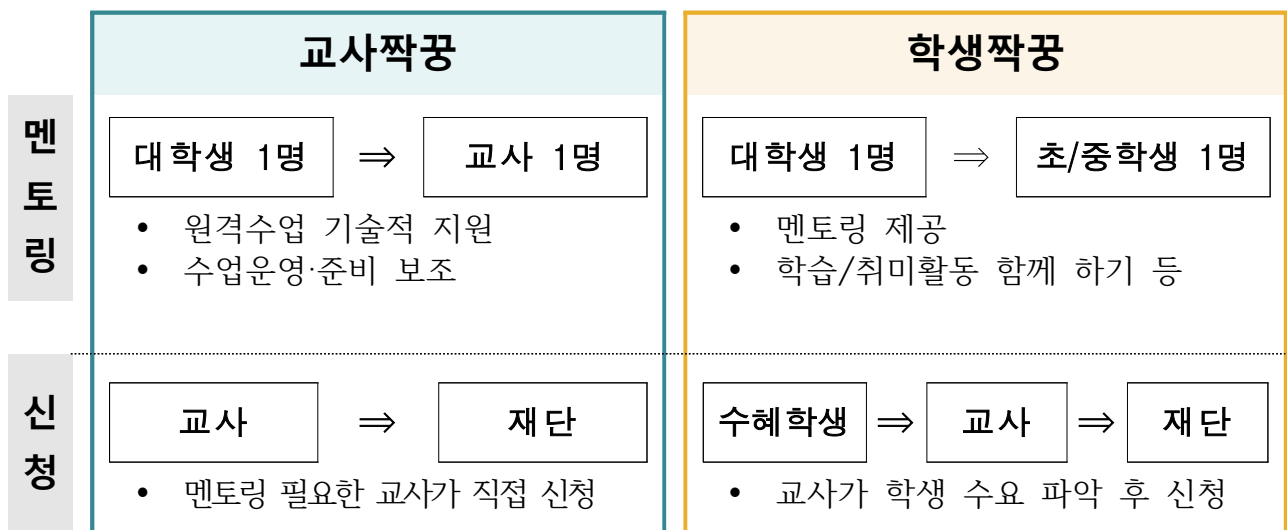 교사짝꿍
학생짝꿍
멘토링
대학생 1명 ⇒ 교사 1명
• 원격수업 기술적 지원
• 수업운영·준비 보조
대학생 1명 ⇒ 초/중학생 1명
• 멘토링 제공
• 학습/취미활동 함께 하기 등
신청
교사 ⇒ 재단
• 멘토링 필요한 교사가 직접 신청
수혜학생 ⇒ 교사 ⇒ 재단
• 교사가 학생 수요 파악 후 신청